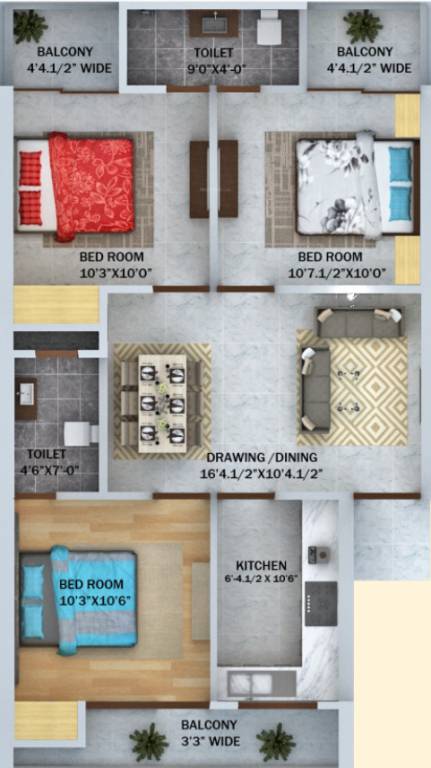 BALCONY
4'4.1/2" WIDE
TOILET
9'0"X4'-0"
BALCONY
4'4.1/2" WIDE
BED ROOM
10'3"X10'0"
BED ROOM
10'7.1/2"X10'0"
TOILET
4'6"X7'-0"
DRAWING /DINING
16'4.1/2"X10'4.1/2"
BED ROOM
10'3"X10'6"
KITCHEN
6'-4.1/2 X 10'6"
BALCONY
3'3" WIDE